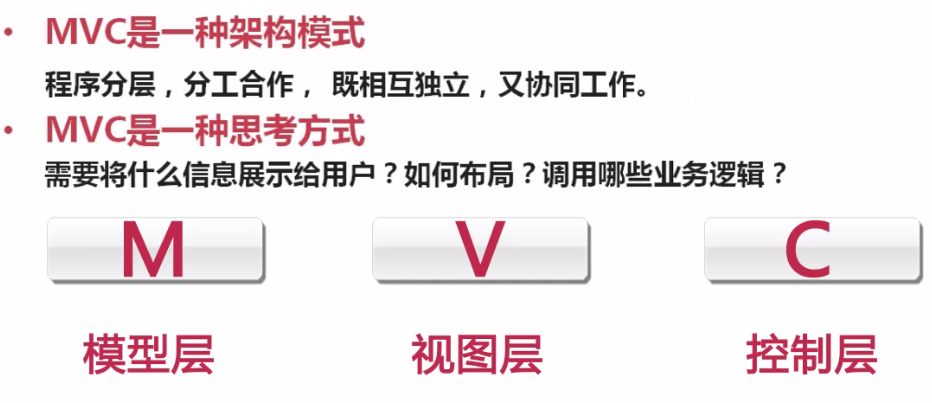 • MVC是一种架构模式
程序分层，分工合作， 既相互独立，又协同工作。
• MVC是一种思考方式
需要将什么信息展示给用户？如何布局？调用哪些业务逻辑？
M V C
模型层 视图层 控制层